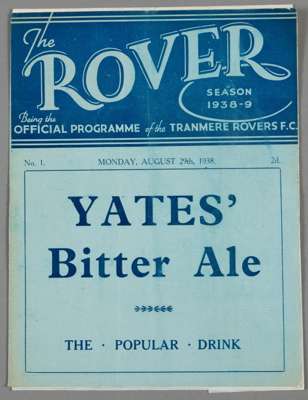 The
ROVER
SEASON
1938-9
Being the
OFFICIAL PROGRAMME of the TRANMERE ROVERS F.C.
No. 1. MONDAY, AUGUST 29th, 1938. 2d.
YATES'
Bitter Ale
THE · POPULAR · DRINK